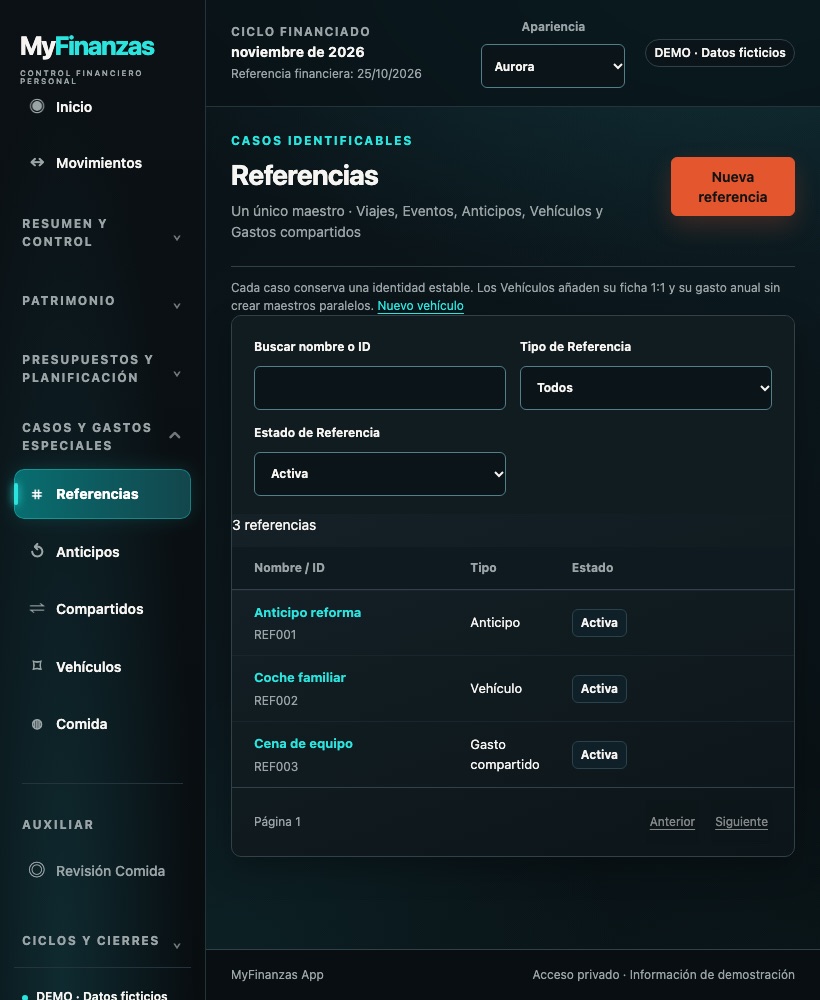 MyFinanzas
CONTROL FINANCIERO
PERSONAL
Inicio
Movimientos
RESUMEN Y
CONTROL
PATRIMONIO
PRESUPUESTOS Y
PLANIFICACIÓN
CASOS Y GASTOS
ESPECIALES
Referencias
Anticipos
Compartidos
Vehículos
Comida
AUXILIAR
Revisión Comida
CICLOS Y CIERRES
DEMO · Datos ficticios
CICLO FINANCIADO
noviembre de 2026
Referencia financiera: 25/10/2026
Apariencia
Aurora
DEMO · Datos ficticios
CASOS IDENTIFICABLES
Referencias
Un único maestro · Viajes, Eventos, Anticipos, Vehículos y
Gastos compartidos
Nueva
referencia
Cada caso conserva una identidad estable. Los Vehículos añaden su ficha 1:1 y su gasto anual sin
crear maestros paralelos. Nuevo vehículo
Buscar nombre o ID
Tipo de Referencia
Todos
Estado de Referencia
Activa
3 referencias
Nombre / ID Tipo Estado
Anticipo reforma
REF001
Anticipo
Activa
Coche familiar
REF002
Vehículo
Activa
Cena de equipo
REF003
Gasto
compartido
Activa
Página 1
Anterior Siguiente
MyFinanzas App
Acceso privado · Información de demostración